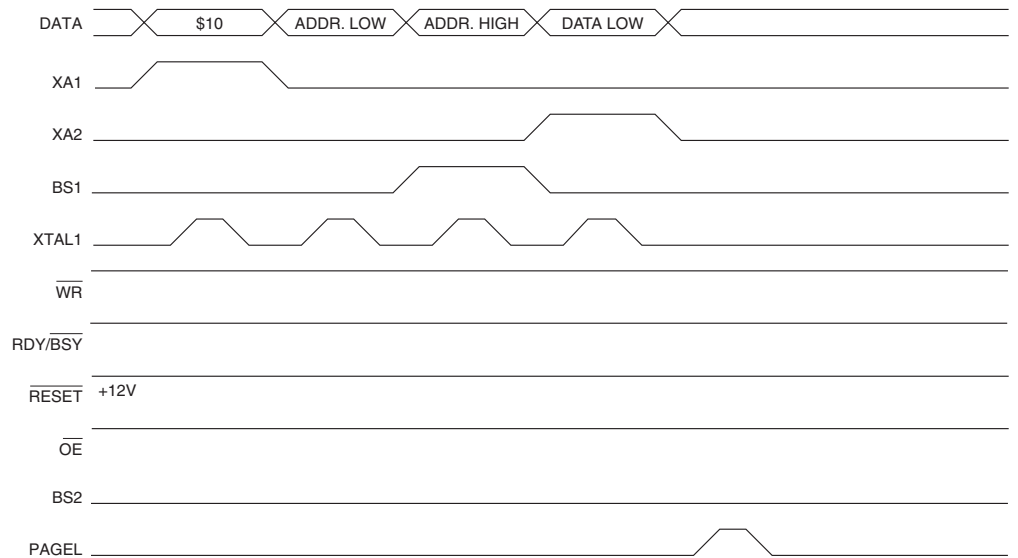 DATA $10 ADDR. LOW ADDR. HIGH DATA LOW
XA1
XA2
BS1
XTAL1
WR
RDY/BSY
RESET +12V
OE
BS2
PAGEL